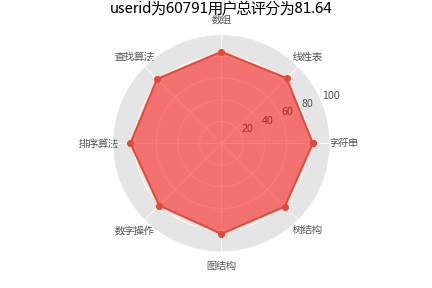 userid为60791用户总评分为81.64
数组
查找算法 线性表
100
80
60
40
20
排序算法 字符串
数字操作 树结构
图结构